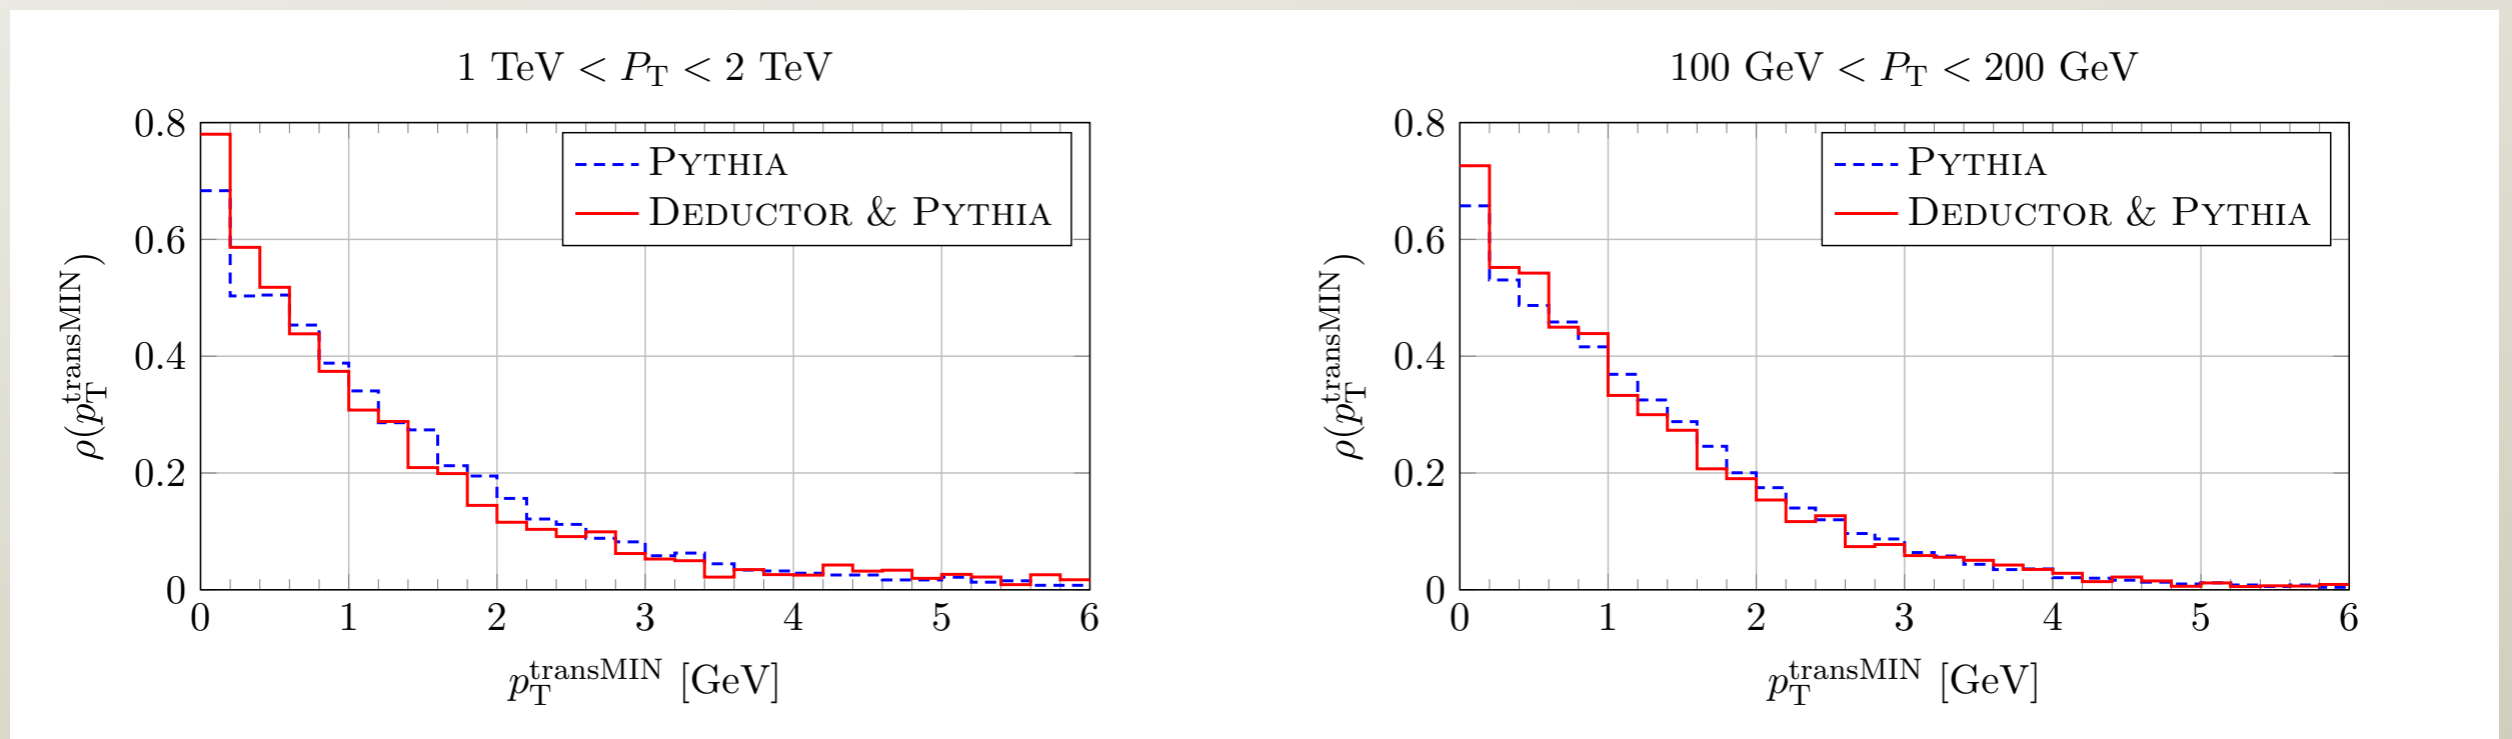 1 TeV < P_T < 2 TeV
0.8
0.6
0.4
0.2
0
ρ(p_T^transMIN)
PYTHIA
DEDUCTOR & PYTHIA
0 1 2 3 4 5 6
p_T^transMIN [GeV]
100 GeV < P_T < 200 GeV
0.8
0.6
0.4
0.2
0
ρ(p_T^transMIN)
PYTHIA
DEDUCTOR & PYTHIA
0 1 2 3 4 5 6
p_T^transMIN [GeV]